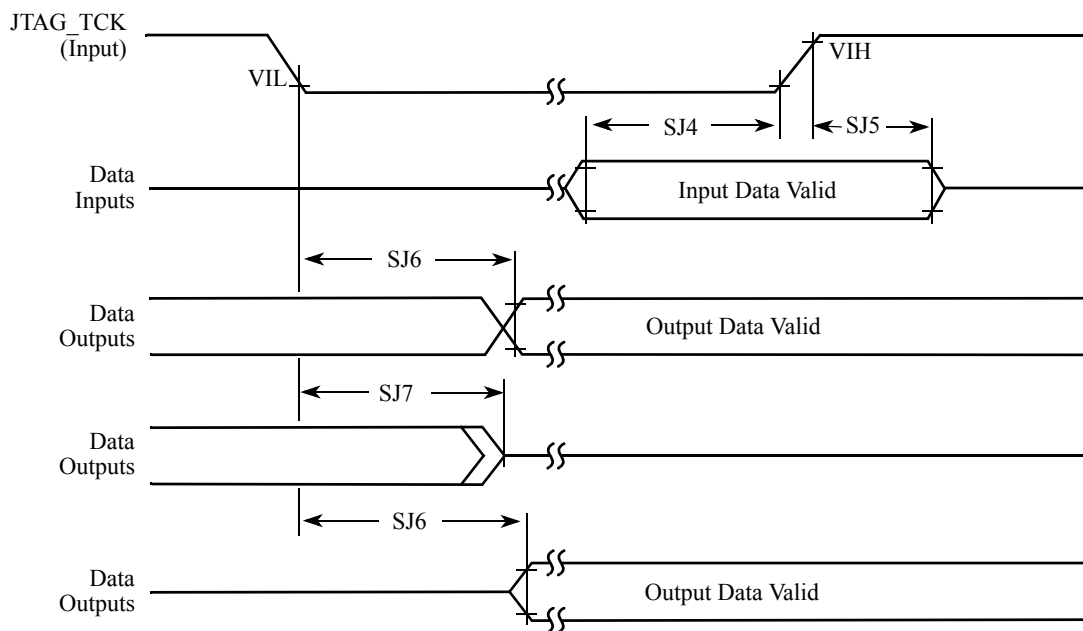 JTAG_TCK
(Input)
VIL
VIH
SJ4
SJ5
Data
Inputs
Input Data Valid
SJ6
Data
Outputs
Output Data Valid
SJ7
Data
Outputs
SJ6
Data
Outputs
Output Data Valid